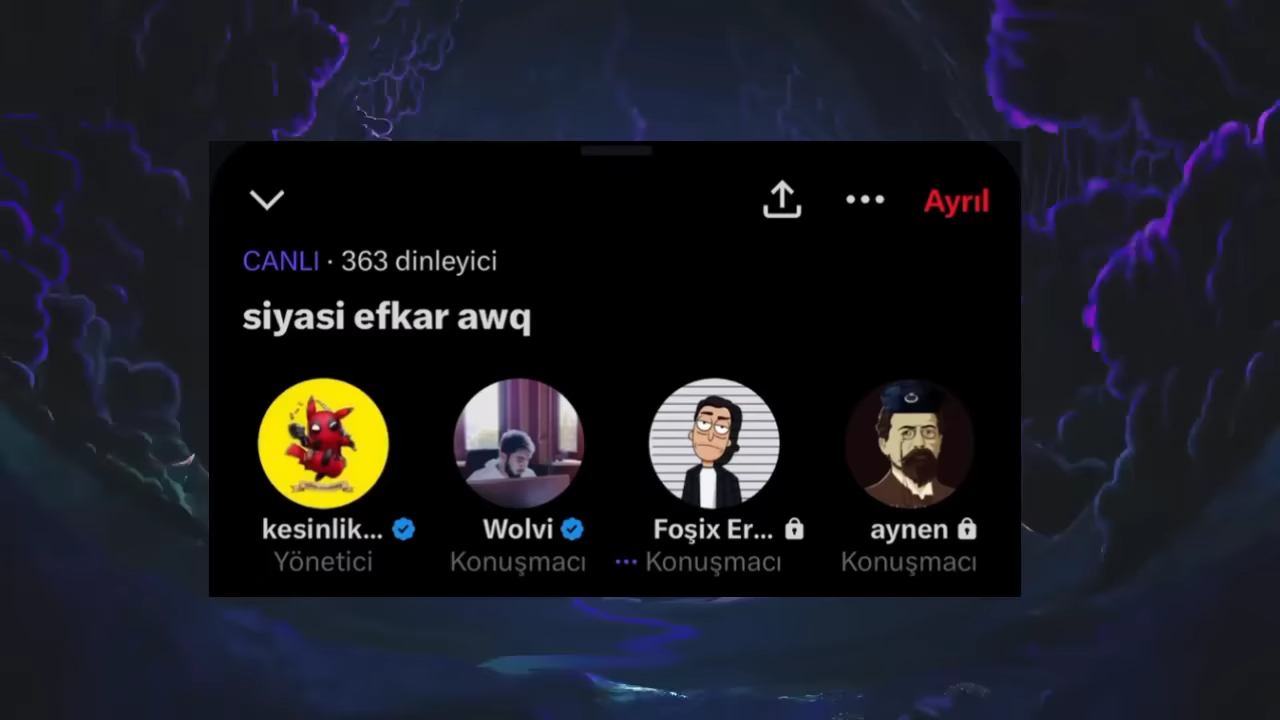 Ayrıl
CANLI · 363 dinleyici
siyasi efkar awq
kesinlik... Wolvi Foşix Er... aynen
Yönetici Konuşmacı Konuşmacı Konuşmacı